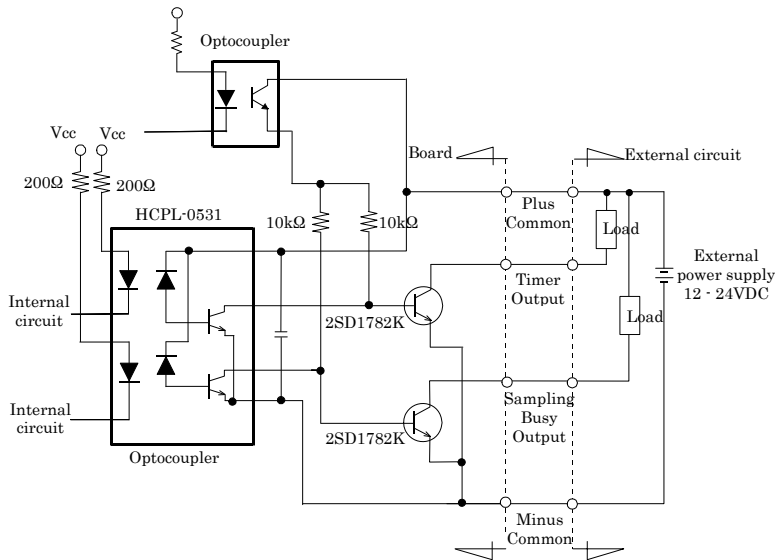 Optocoupler
Vcc
Vcc
200Ω
200Ω
HCPL-0531
10kΩ
10kΩ
Board
External circuit
Plus
Common
Load
External
power supply
12 - 24VDC
Timer
Output
2SD1782K
Internal
circuit
Load
Sampling
Busy
Output
Internal
circuit
2SD1782K
Optocoupler
Minus
Common